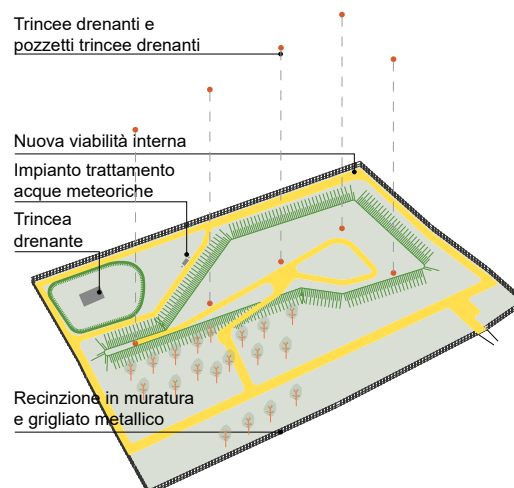 Trincee drenanti e
pozzetti trincee drenanti
Nuova viabilità interna
Impianto trattamento
acque meteoriche
Trincea
drenante
Recinzione in muratura
e grigliato metallico